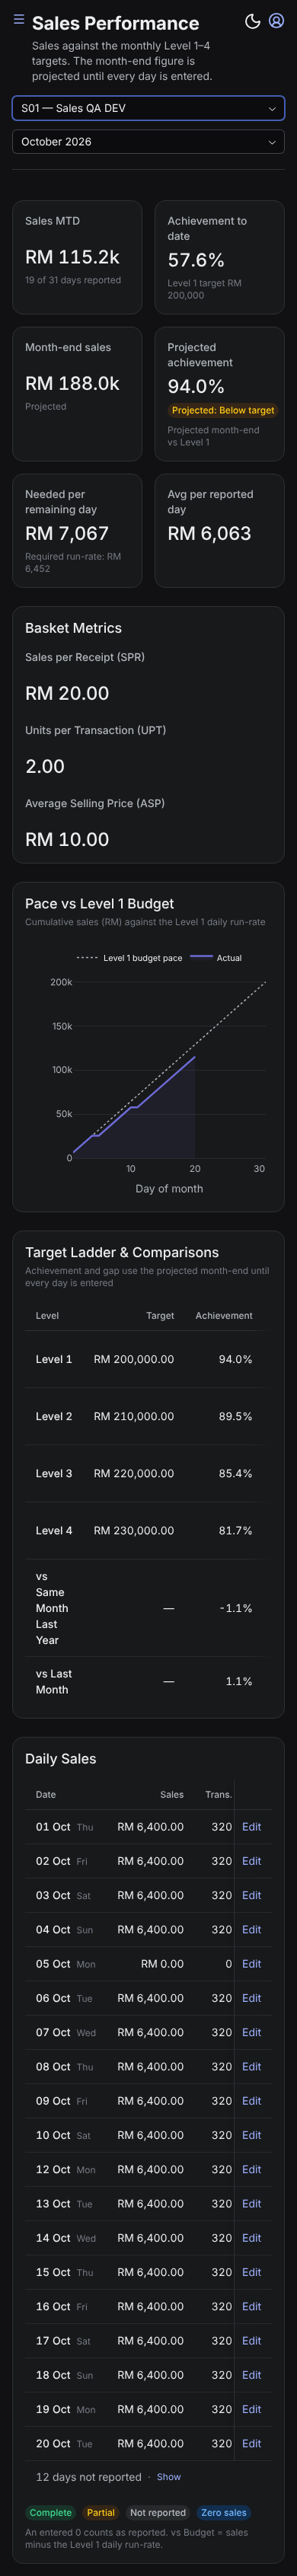 Sales Performance
Sales against the monthly Level 1–4
targets. The month-end figure is
projected until every day is entered.
S01 — Sales QA DEV
October 2026
Sales MTD
RM 115.2k
19 of 31 days reported
Achievement to
date
57.6%
Level 1 target RM
200,000
Month-end sales
RM 188.0k
Projected
Projected
achievement
94.0%
Projected: Below target
Projected month-end
vs Level 1
Needed per
remaining day
RM 7,067
Required run-rate: RM
6,452
Avg per reported
day
RM 6,063
Basket Metrics
Sales per Receipt (SPR)
RM 20.00
Units per Transaction (UPT)
2.00
Average Selling Price (ASP)
RM 10.00
Pace vs Level 1 Budget
Cumulative sales (RM) against the Level 1 daily run-rate
Level 1 budget pace Actual
200k
150k
100k
50k
0
10 20 30
Day of month
Target Ladder & Comparisons
Achievement and gap use the projected month-end until
every day is entered
Level Target Achievement
Level 1 RM 200,000.00 94.0%
Level 2 RM 210,000.00 89.5%
Level 3 RM 220,000.00 85.4%
Level 4 RM 230,000.00 81.7%
vs
Same
Month
Last
Year
— -1.1%
vs Last
Month
— 1.1%
Daily Sales
Date Sales Trans.
01 Oct Thu RM 6,400.00 320 Edit
02 Oct Fri RM 6,400.00 320 Edit
03 Oct Sat RM 6,400.00 320 Edit
04 Oct Sun RM 6,400.00 320 Edit
05 Oct Mon RM 0.00 0 Edit
06 Oct Tue RM 6,400.00 320 Edit
07 Oct Wed RM 6,400.00 320 Edit
08 Oct Thu RM 6,400.00 320 Edit
09 Oct Fri RM 6,400.00 320 Edit
10 Oct Sat RM 6,400.00 320 Edit
12 Oct Mon RM 6,400.00 320 Edit
13 Oct Tue RM 6,400.00 320 Edit
14 Oct Wed RM 6,400.00 320 Edit
15 Oct Thu RM 6,400.00 320 Edit
16 Oct Fri RM 6,400.00 320 Edit
17 Oct Sat RM 6,400.00 320 Edit
18 Oct Sun RM 6,400.00 320 Edit
19 Oct Mon RM 6,400.00 320 Edit
20 Oct Tue RM 6,400.00 320 Edit
12 days not reported · Show
Complete Partial Not reported Zero sales
An entered 0 counts as reported. vs Budget = sales
minus the Level 1 daily run-rate.